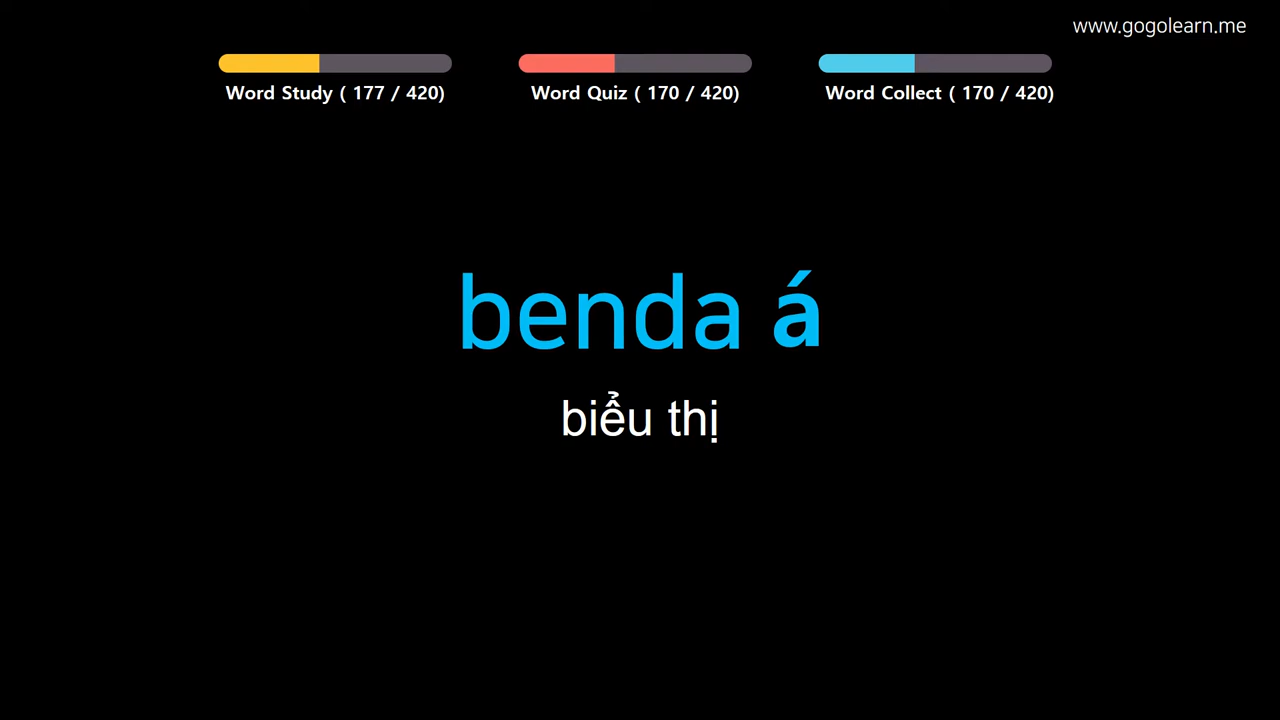 www.gogolearn.me
Word Study ( 177 / 420)
Word Quiz ( 170 / 420)
Word Collect ( 170 / 420)
benda á
biểu thị